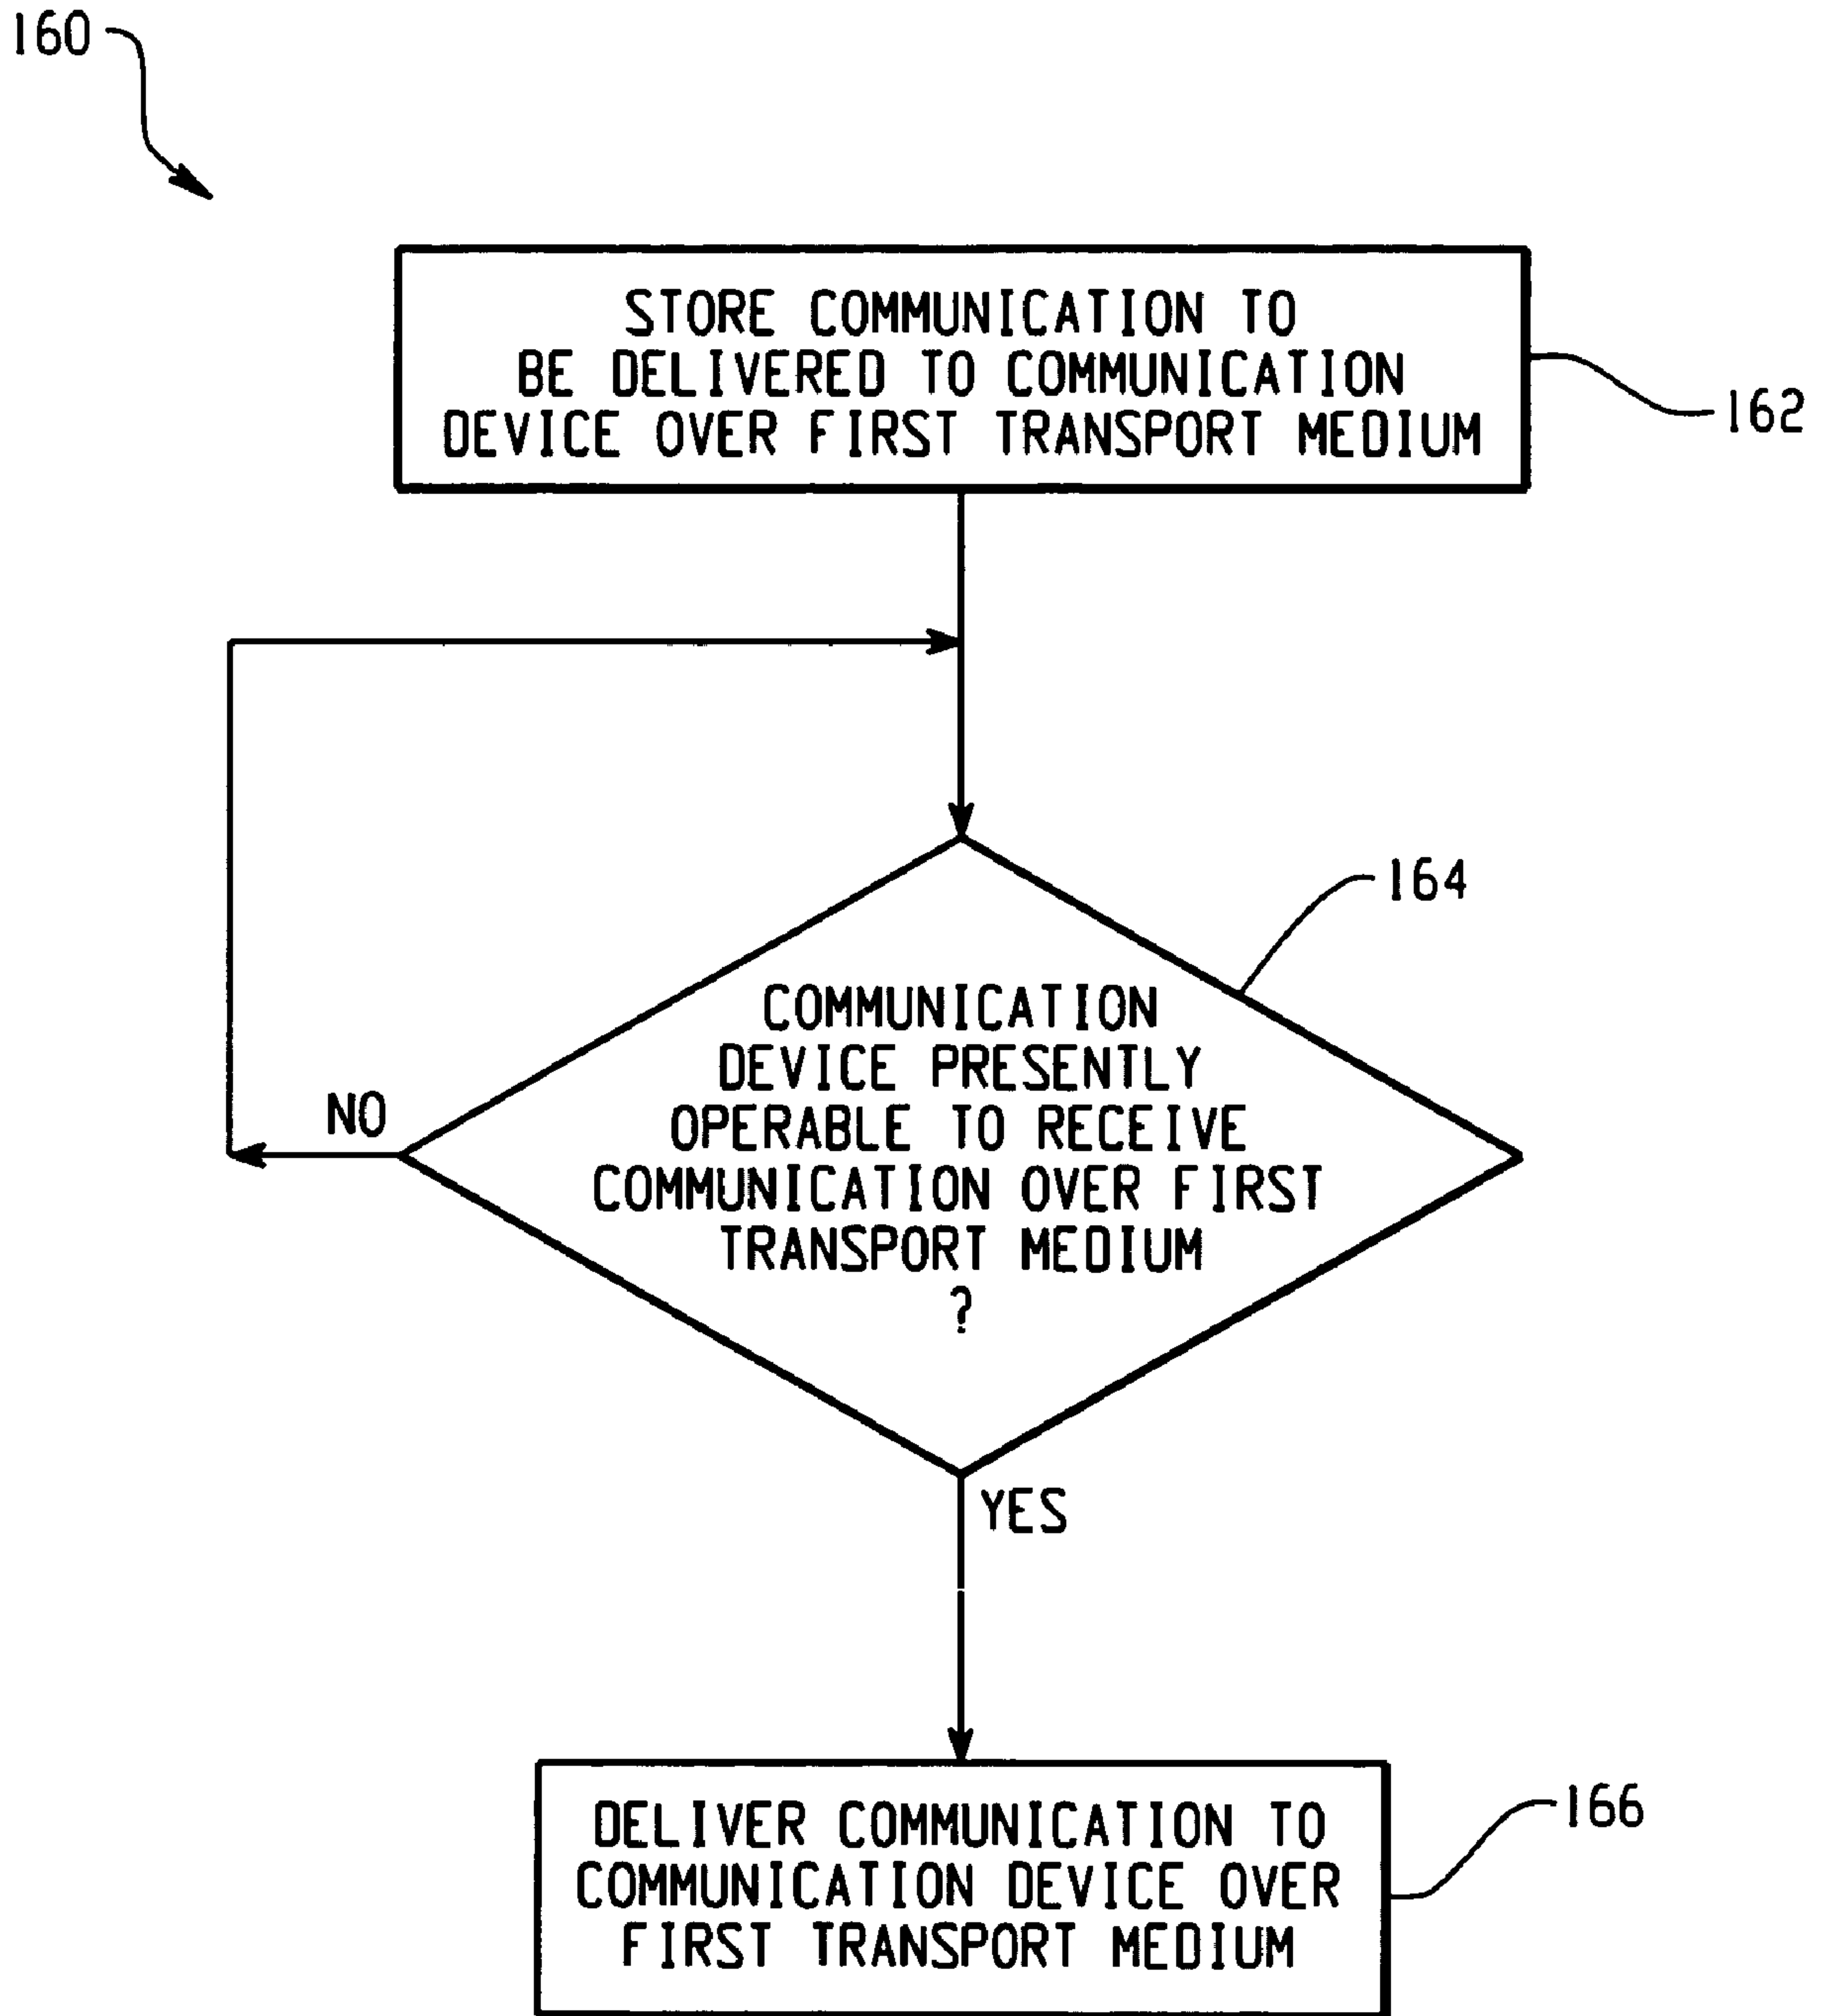 160
STORE COMMUNICATION TO
BE DELIVERED TO COMMUNICATION
DEVICE OVER FIRST TRANSPORT MEDIUM
162
164
COMMUNICATION
DEVICE PRESENTLY
OPERABLE TO RECEIVE
COMMUNICATION OVER FIRST
TRANSPORT MEDIUM
?
NO
YES
DELIVER COMMUNICATION TO
COMMUNICATION DEVICE OVER
FIRST TRANSPORT MEDIUM
166